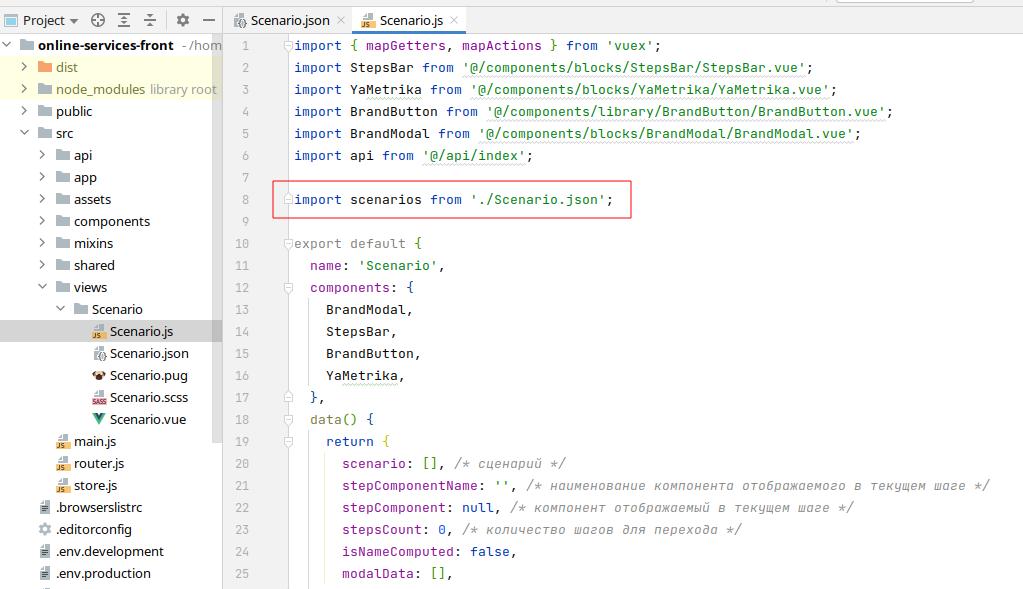 Project
online-services-front - /hom
dist
node_modules library root
public
src
api
app
assets
components
mixins
shared
views
Scenario
Scenario.js
Scenario.json
Scenario.pug
Scenario.scss
Scenario.vue
main.js
router.js
store.js
.browserslistrc
.editorconfig
.env.development
.env.production
Scenario.json
Scenario.js
1 import { mapGetters, mapActions } from 'vuex';
2 import StepsBar from '@/components/blocks/StepsBar/StepsBar.vue';
3 import YaMetrika from '@/components/blocks/YaMetrika/YaMetrika.vue';
4 import BrandButton from '@/components/library/BrandButton/BrandButton.vue';
5 import BrandModal from '@/components/blocks/BrandModal/BrandModal.vue';
6 import api from '@/api/index';
7
8 import scenarios from './Scenario.json';
9
10 export default {
11 name: 'Scenario',
12 components: {
13 BrandModal,
14 StepsBar,
15 BrandButton,
16 YaMetrika,
17 },
18 data() {
19 return {
20 scenario: [], /* сценарий */
21 stepComponentName: '', /* наименование компонента отображаемого в текущем шаге */
22 stepComponent: null, /* компонент отображаемый в текущем шаге */
23 stepsCount: 0, /* количество шагов для перехода */
24 isNameComputed: false,
25 modalData: [],